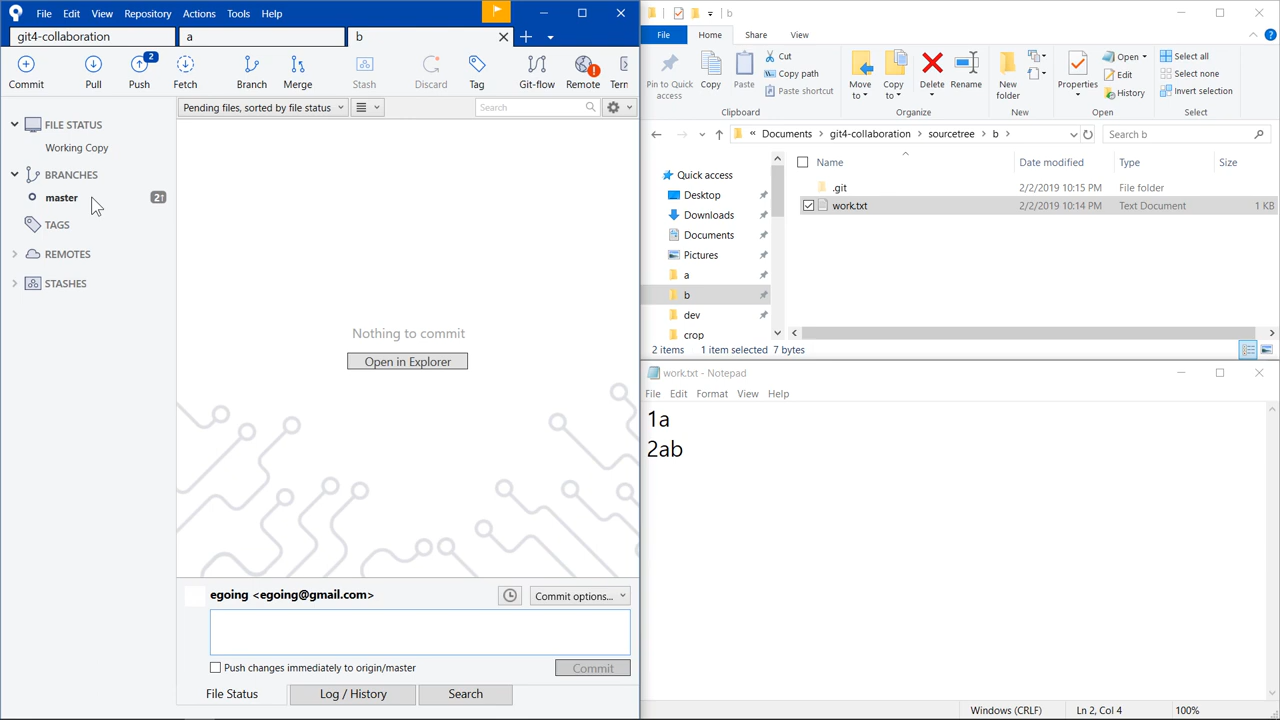 File Edit View Repository Actions Tools Help
git4-collaboration a b
Commit Pull 2 Push Fetch Branch Merge Stash Discard Tag Git-flow Remote
Pending files, sorted by file status
Search
FILE STATUS
Working Copy
BRANCHES
master 2↑
TAGS
REMOTES
STASHES
Nothing to commit
Open in Explorer
egoing <egoing@gmail.com>
Commit options...
Push changes immediately to origin/master
Commit
File Status Log / History Search
b
File Home Share View
Pin to Quick access
Copy
Paste
Cut
Copy path
Paste shortcut
Clipboard
Move to
Copy to
Delete
Rename
Organize
New folder
New
Properties
Open
Edit
History
Open
Select all
Select none
Invert selection
Select
« Documents › git4-collaboration › sourcetree › b ›
Search b
Quick access
Desktop
Downloads
Documents
Pictures
a
b
dev
crop
Name Date modified Type Size
.git 2/2/2019 10:15 PM File folder
work.txt 2/2/2019 10:14 PM Text Document 1 KB
2 items 1 item selected 7 bytes
work.txt - Notepad
File Edit Format View Help
1a
2ab
Windows (CRLF) Ln 2, Col 4 100%